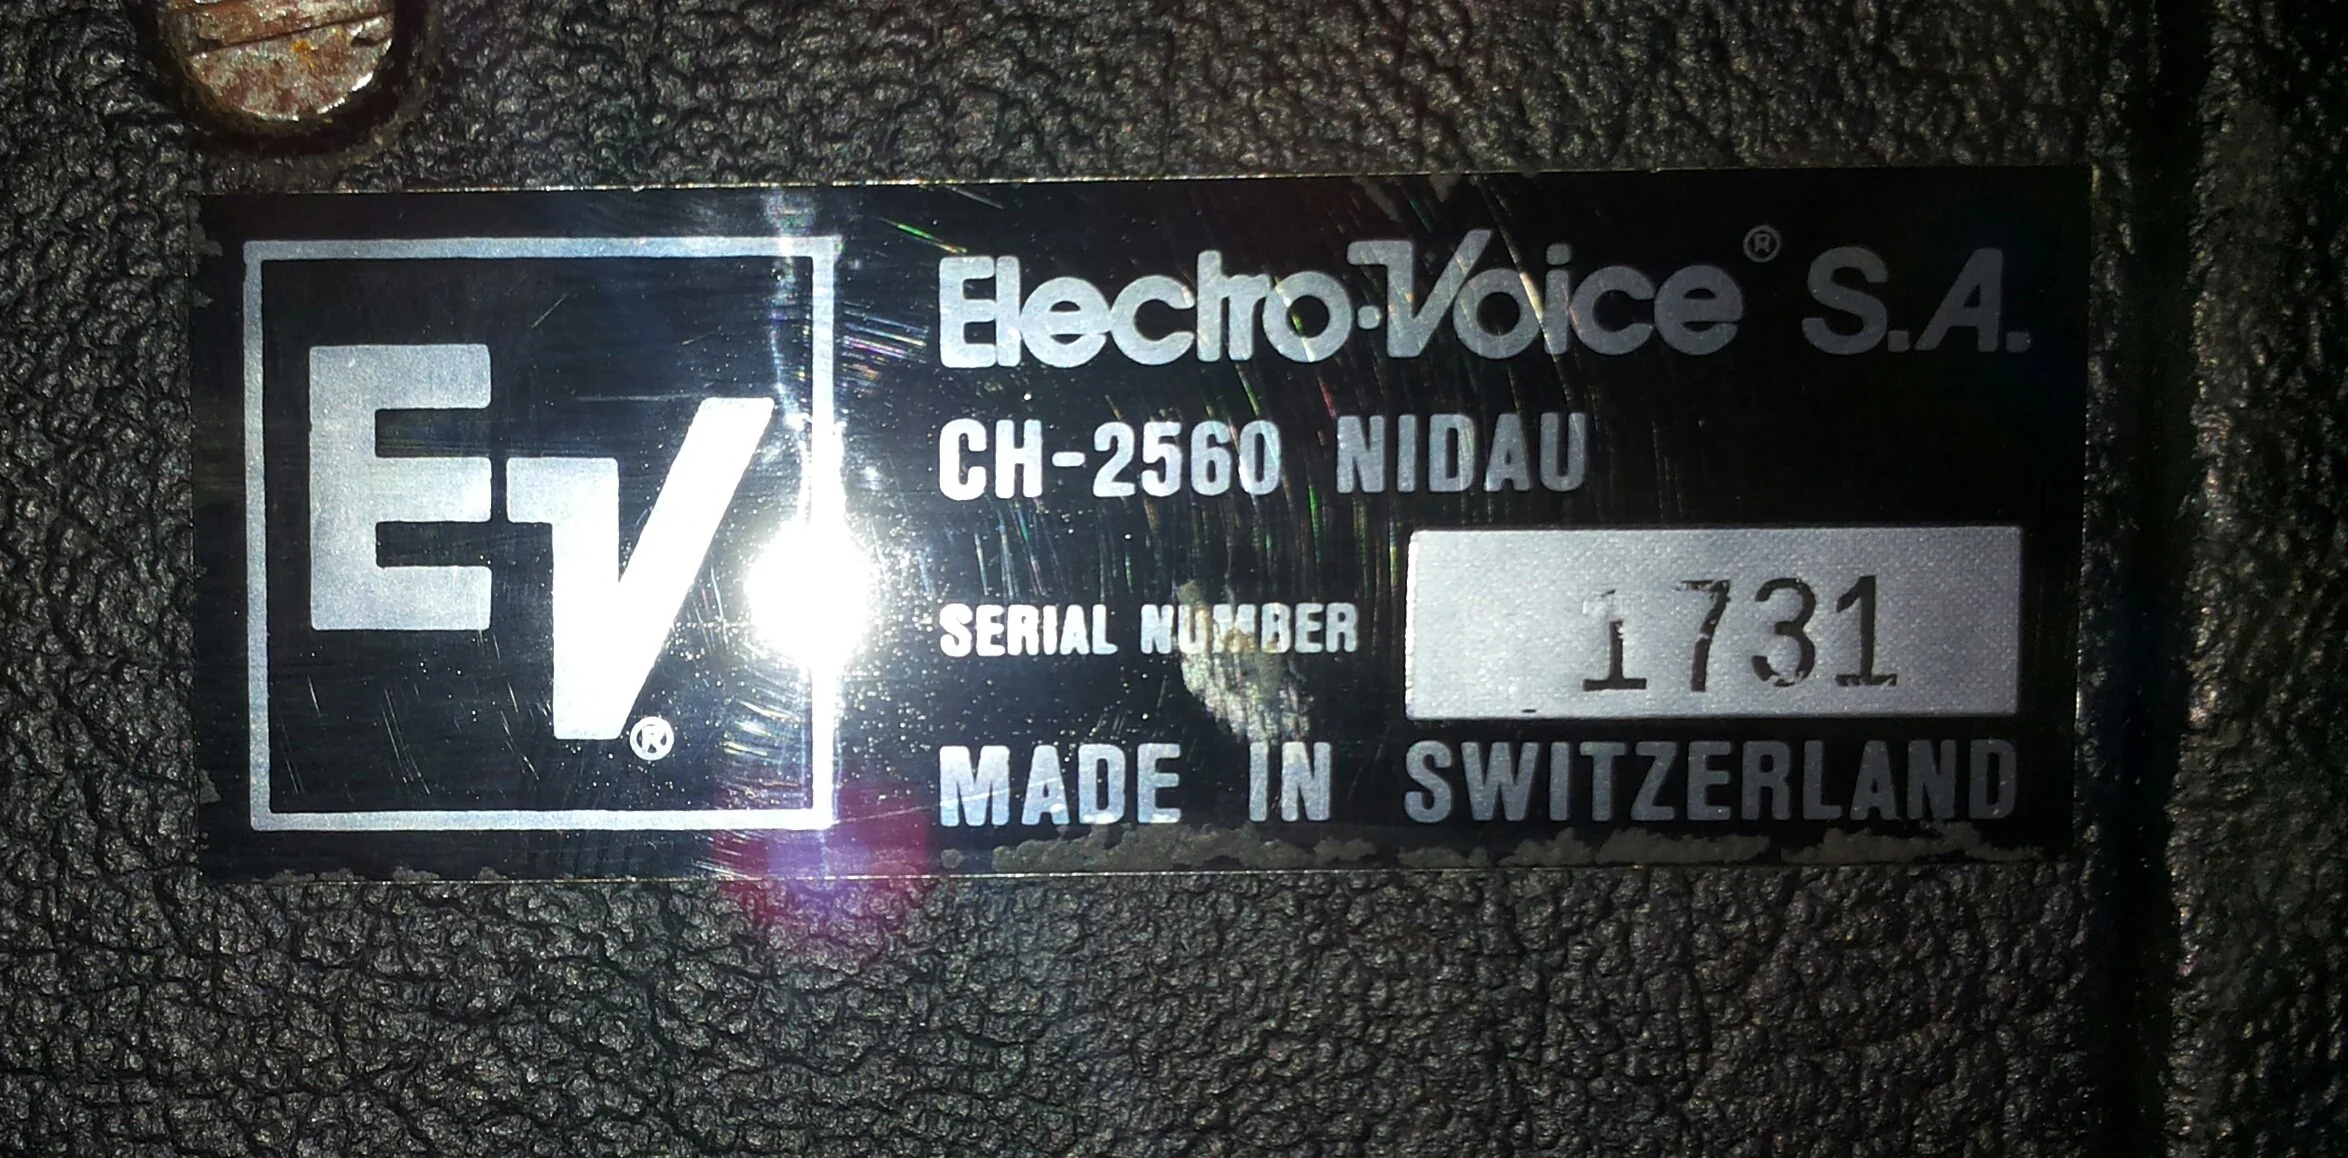 EV®
Electro-Voice® S.A.
CH-2560 NIDAU
SERIAL NUMBER 1731
MADE IN SWITZERLAND